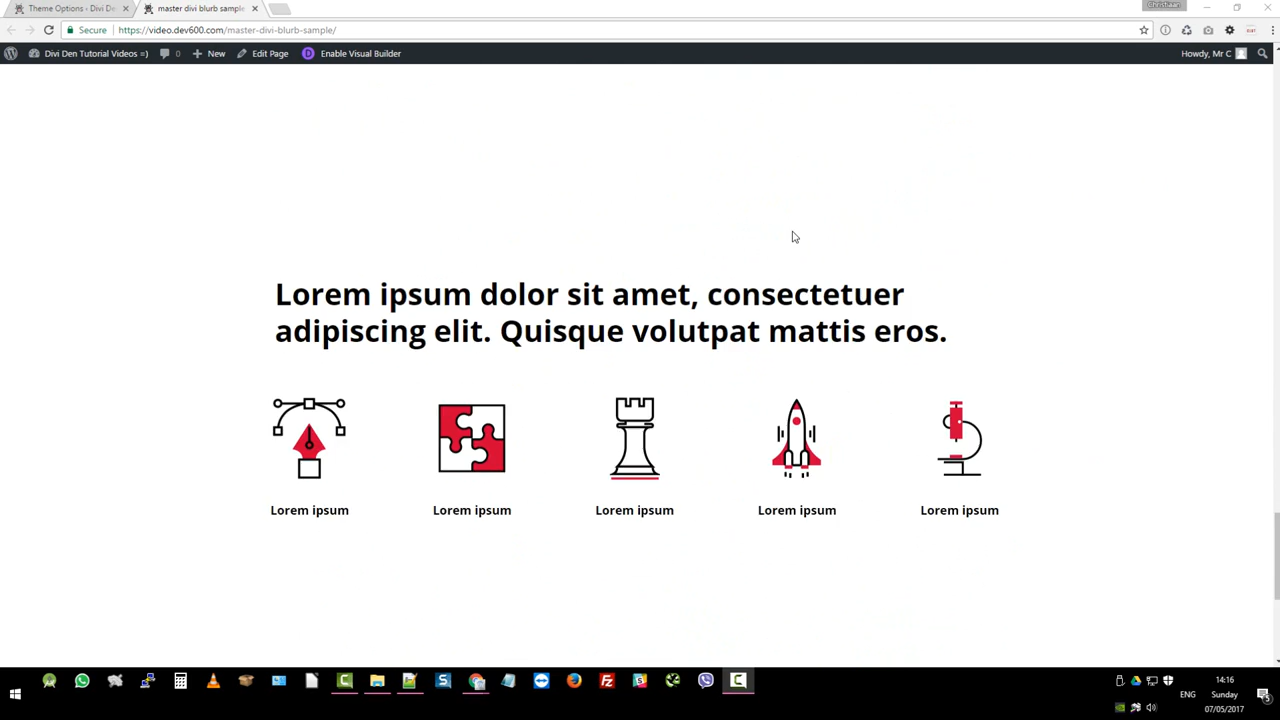 Christiaan
Theme Options - Divi De
master divi blurb sample
Secure
https://video.dev600.com/master-divi-blurb-sample/
Divi Den Tutorial Videos =)
0
New
Edit Page
D
Enable Visual Builder
Howdy, Mr C
Lorem ipsum dolor sit amet, consectetuer
adipiscing elit. Quisque volutpat mattis eros.
Lorem ipsum
Lorem ipsum
Lorem ipsum
Lorem ipsum
Lorem ipsum
14:16
ENG
Sunday
07/05/2017